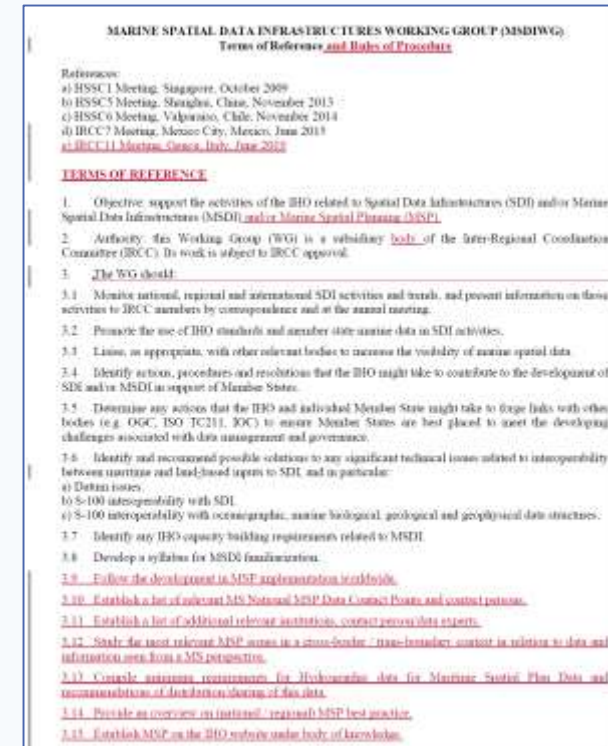 MARINE SPATIAL DATA INFRASTRUCTURES WORKING GROUP (MSDIWG)
Terms of Reference and Rules of Procedure
References:
a) HSSC1 Meeting, Singapore, October 2009
b) HSSC5 Meeting, Shanghai, China, November 2013
c) HSSC6 Meeting, Valparaiso, Chile, November 2014
d) IRCC7 Meeting, Mexico City, Mexico, June 2015
e) IRCC11 Meeting, Genoa, Italy, June 2019
TERMS OF REFERENCE
1. Objective: support the activities of the IHO related to Spatial Data Infrastructures (SDI) and/or Marine
Spatial Data Infrastructures (MSDI) and/or Marine Spatial Planning (MSP).
2. Authority: this Working Group (WG) is a subsidiary body of the Inter-Regional Coordination
Committee (IRCC). Its work is subject to IRCC approval.
3. The WG should:
3.1 Monitor national, regional and international SDI activities and trends, and present information on those
activities to IRCC members by correspondence and at the annual meeting.
3.2 Promote the use of IHO standards and member state marine data in SDI activities.
3.3 Liaise, as appropriate, with other relevant bodies to increase the visibility of marine spatial data
3.4 Identify actions, procedures and resolutions that the IHO might take to contribute to the development of
SDI and/or MSDI in support of Member States.
3.5 Determine any actions that the IHO and individual Member State might take to forge links with other
bodies (e.g. OGC, ISO TC211, IOC) to ensure Member States are best placed to meet the developing
challenges associated with data management and governance.
3.6 Identify and recommend possible solutions to any significant technical issues related to interoperability
between maritime and land-based inputs to SDI, and in particular:
a) Datum issues.
b) S-100 interoperability with SDI.
c) S-100 interoperability with oceanographic, marine biological, geological and geophysical data structures.
3.7 Identify any IHO capacity building requirements related to MSDI
3.8 Develop a syllabus for MSDI familiarization.
3.9 Follow the development in MSP implementation worldwide.
3.10 Establish a list of relevant MS National MSP Data Contact Points and contact persons.
3.11 Establish a list of additional relevant institutions, contact person/data experts.
3.12 Study the most relevant MSP issues in a cross-border / trans-boundary context in relation to data and
information seen from a MS perspective.
3.13 Compile minimum requirements for Hydrographic data for Maritime Spatial Plan Data and
recommendations of distribution/sharing of this data.
3.14 Provide an overview on (national / regional) MSP best practice.
3.15 Establish MSP on the IHO website under body of knowledge.